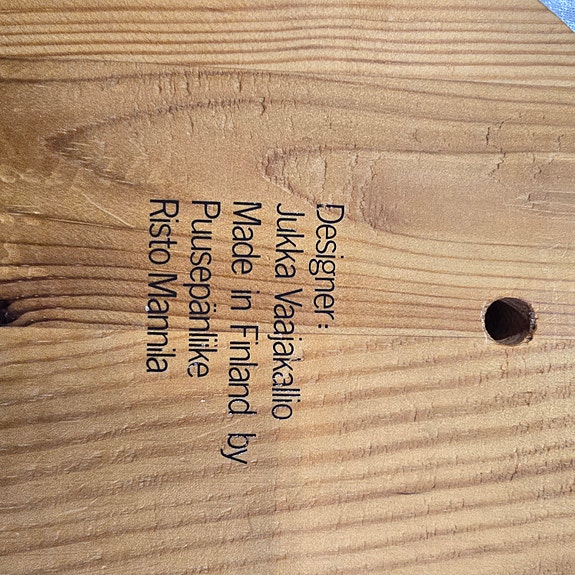 Designer:
Jukka Vaajakallio
Made in Finland by
Puusepänliike
Risto Mannila